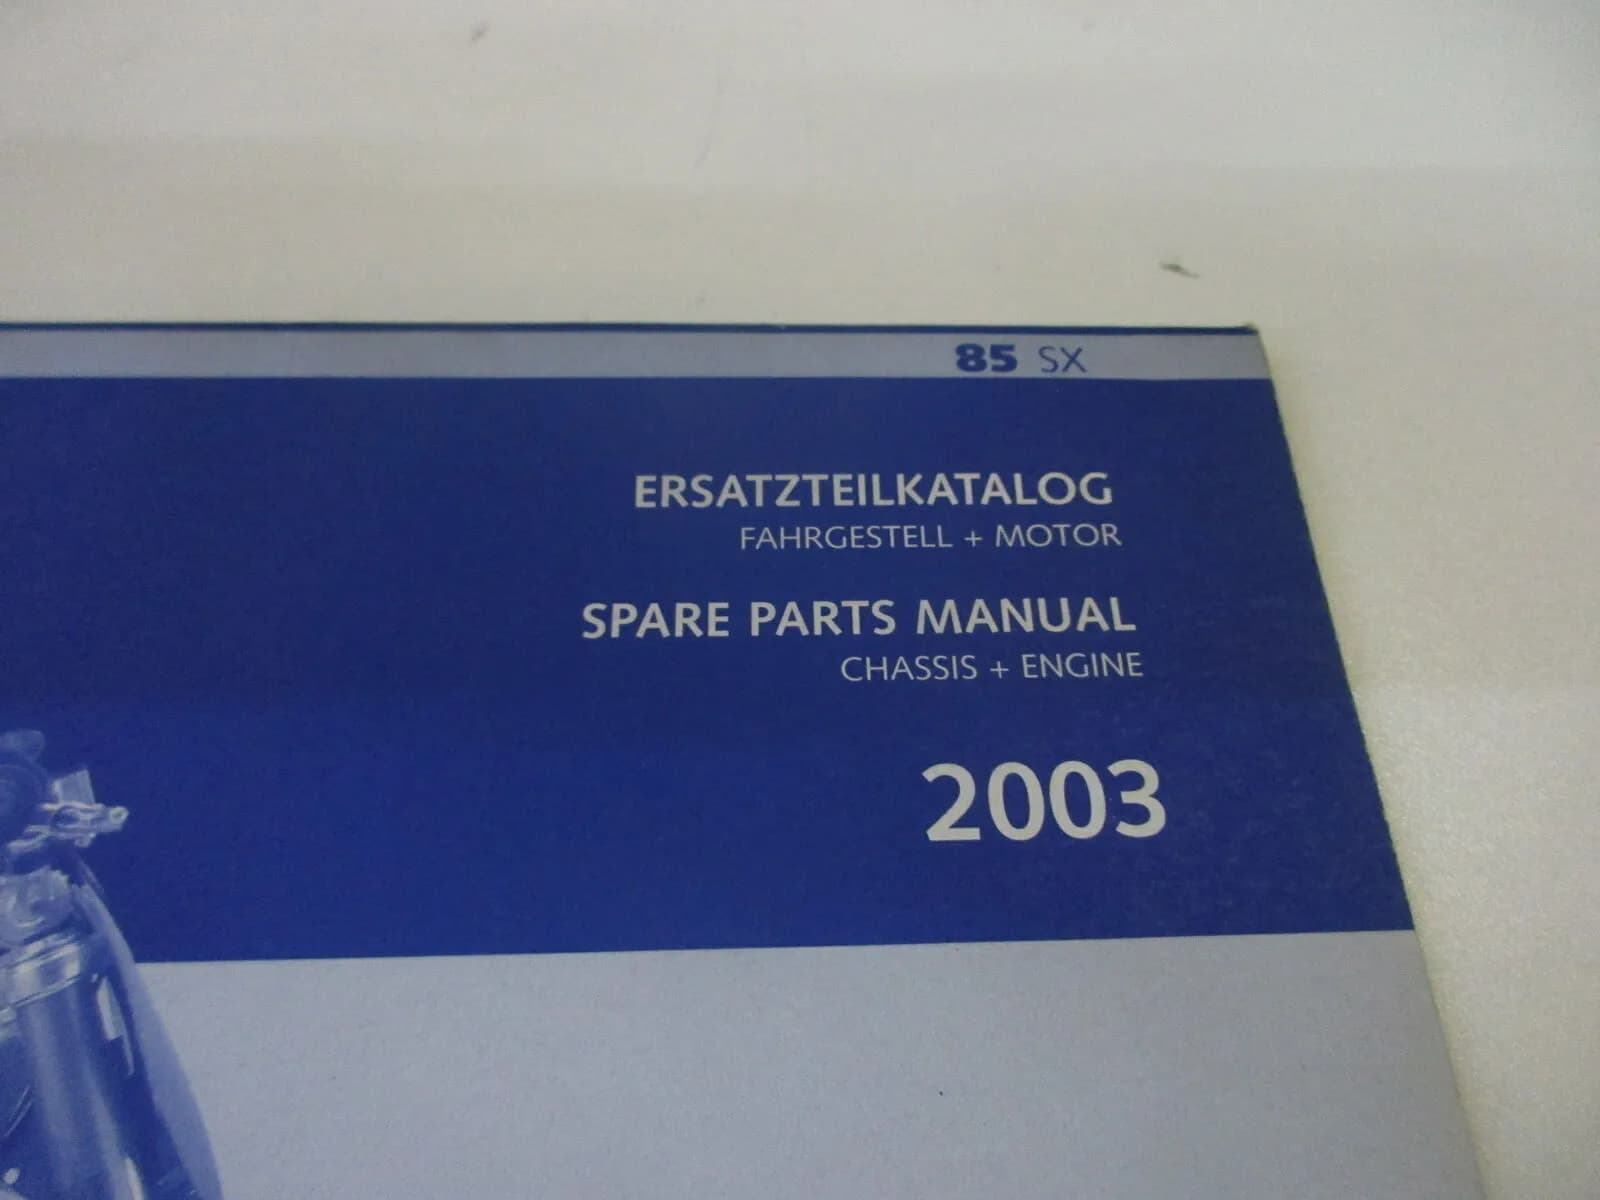 85 SX
ERSATZTEILKATALOG
FAHRGESTELL + MOTOR
SPARE PARTS MANUAL
CHASSIS + ENGINE
2003